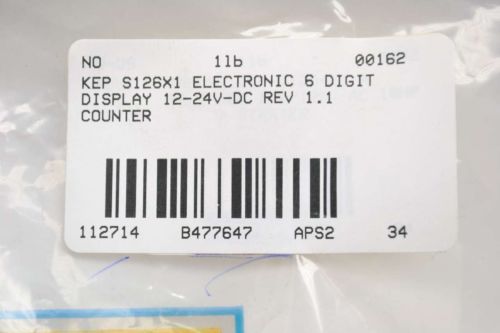 NO 1lb 00162
KEP S126X1 ELECTRONIC 6 DIGIT
DISPLAY 12-24V-DC REV 1.1
COUNTER
112714 B477647 APS2 34